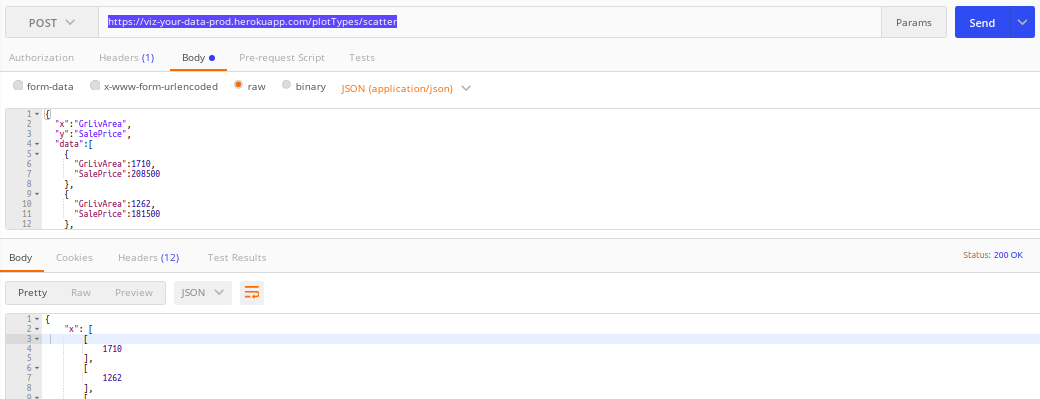 POST https://viz-your-data-prod.herokuapp.com/plotTypes/scatter Params Send
Authorization Headers (1) Body Pre-request Script Tests
form-data x-www-form-urlencoded raw binary JSON (application/json)
1 {
2 "x":"GrLivArea",
3 "y":"SalePrice",
4 "data":[
5 {
6 "GrLivArea":1710,
7 "SalePrice":208500
8 },
9 {
10 "GrLivArea":1262,
11 "SalePrice":181500
12 },
Body Cookies Headers (12) Test Results Status: 200 OK
Pretty Raw Preview JSON
1 {
2 "x": [
3 [
4 1710
5 ],
6 [
7 1262
8 ],
9 [